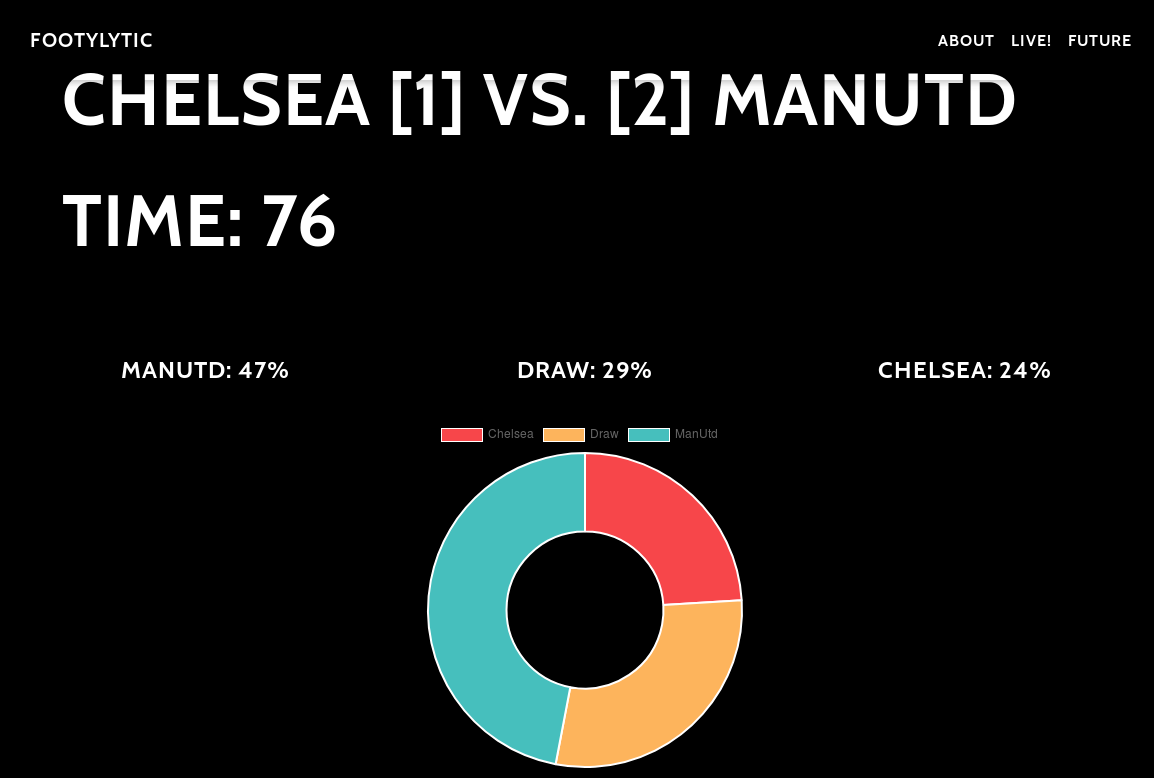 FOOTYLYTIC ABOUT LIVE! FUTURE
CHELSEA [1] VS. [2] MANUTD
TIME: 76
MANUTD: 47% DRAW: 29% CHELSEA: 24%
Chelsea Draw ManUtd